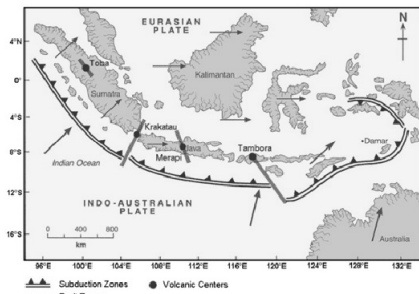 EURASIAN
PLATE
N
4°N
Toba
Kalimantan
0°
Sumatra
4°S
Krakatau
Tambora
Damar
8°S
Merapi
Java
Indian Ocean
12°S
INDO-AUSTRALIAN
PLATE
0
800
km
16°S
Australia
96°E
100°E
104°E
108°E
112°E
116°E
120°E
124°E
128°E
132°E
Subduction Zones
Volcanic Centers